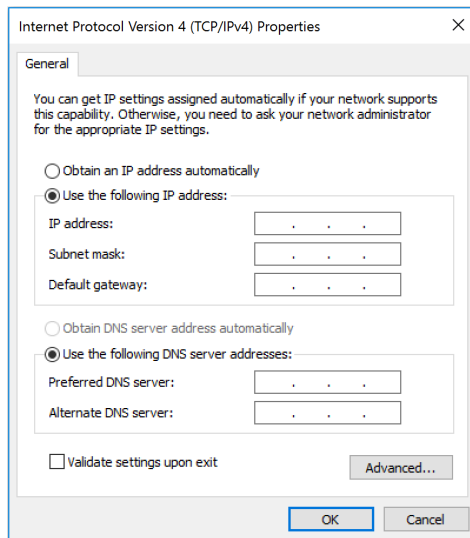 Internet Protocol Version 4 (TCP/IPv4) Properties
General
You can get IP settings assigned automatically if your network supports
this capability. Otherwise, you need to ask your network administrator
for the appropriate IP settings.
Obtain an IP address automatically
Use the following IP address:
IP address:
. . .
Subnet mask:
. . .
Default gateway:
. . .
Obtain DNS server address automatically
Use the following DNS server addresses:
Preferred DNS server:
. . .
Alternate DNS server:
. . .
Validate settings upon exit
Advanced...
OK
Cancel